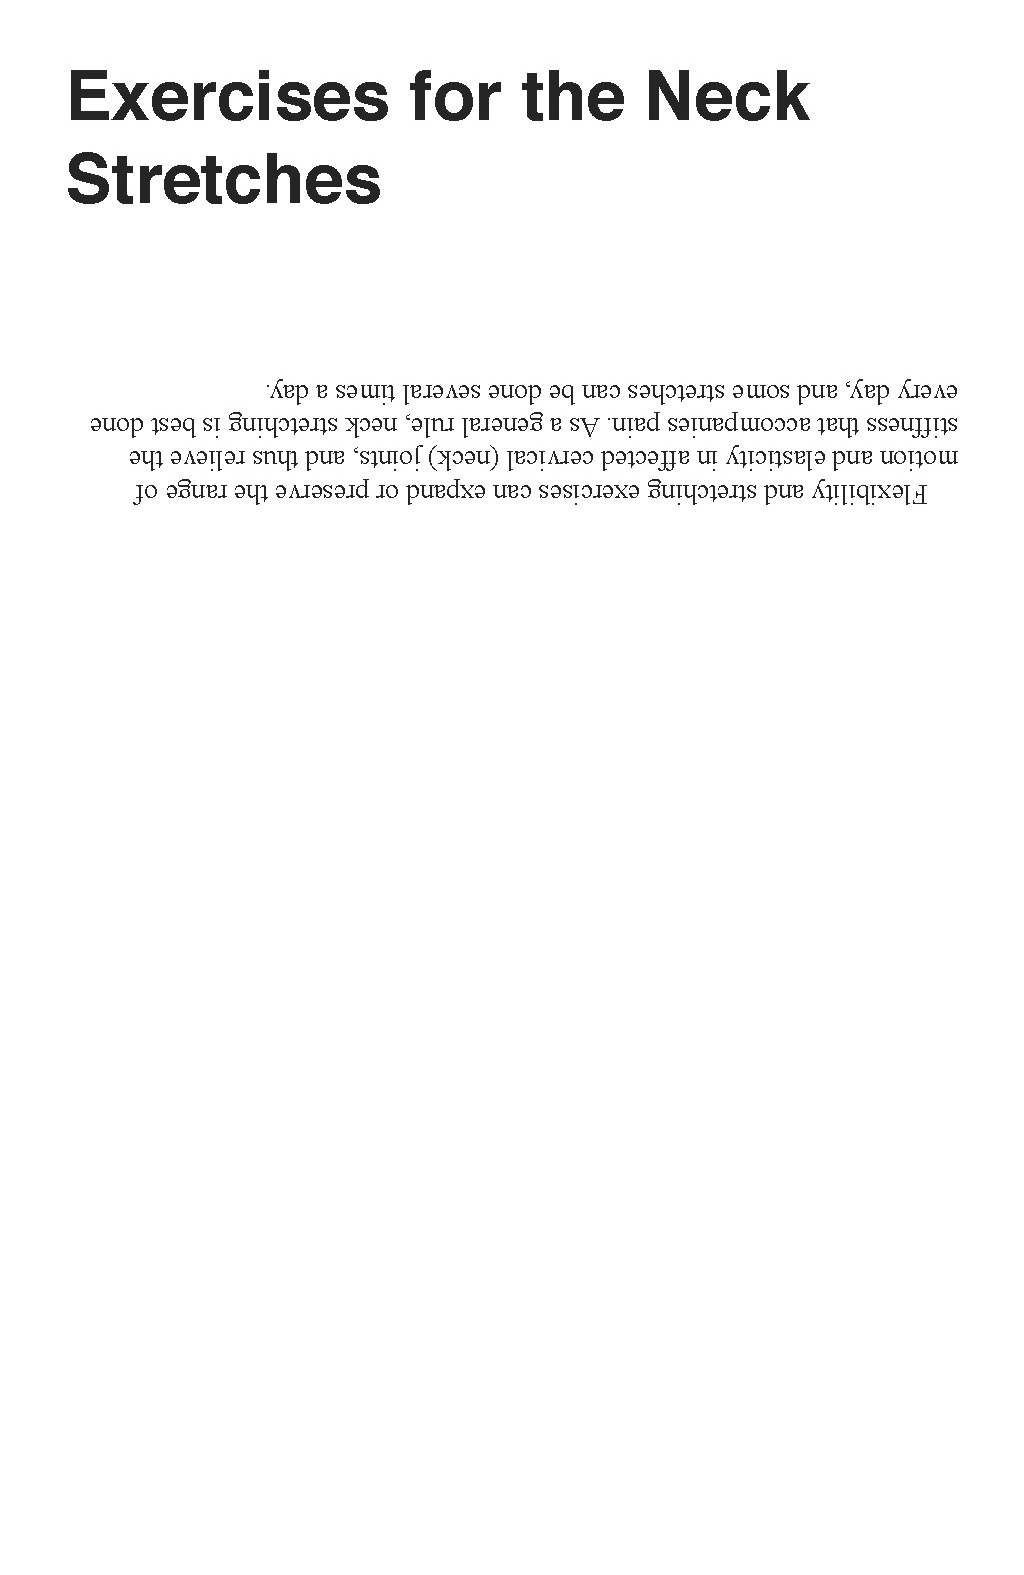 Exercises for the Neck
Stretches
Flexibility and stretching exercises can expand or preserve the range of
motion and elasticity in affected cervical (neck) joints, and thus relieve the
stiffness that accompanies pain. As a general rule, neck stretching is best done
every day, and some stretches can be done several times a day.